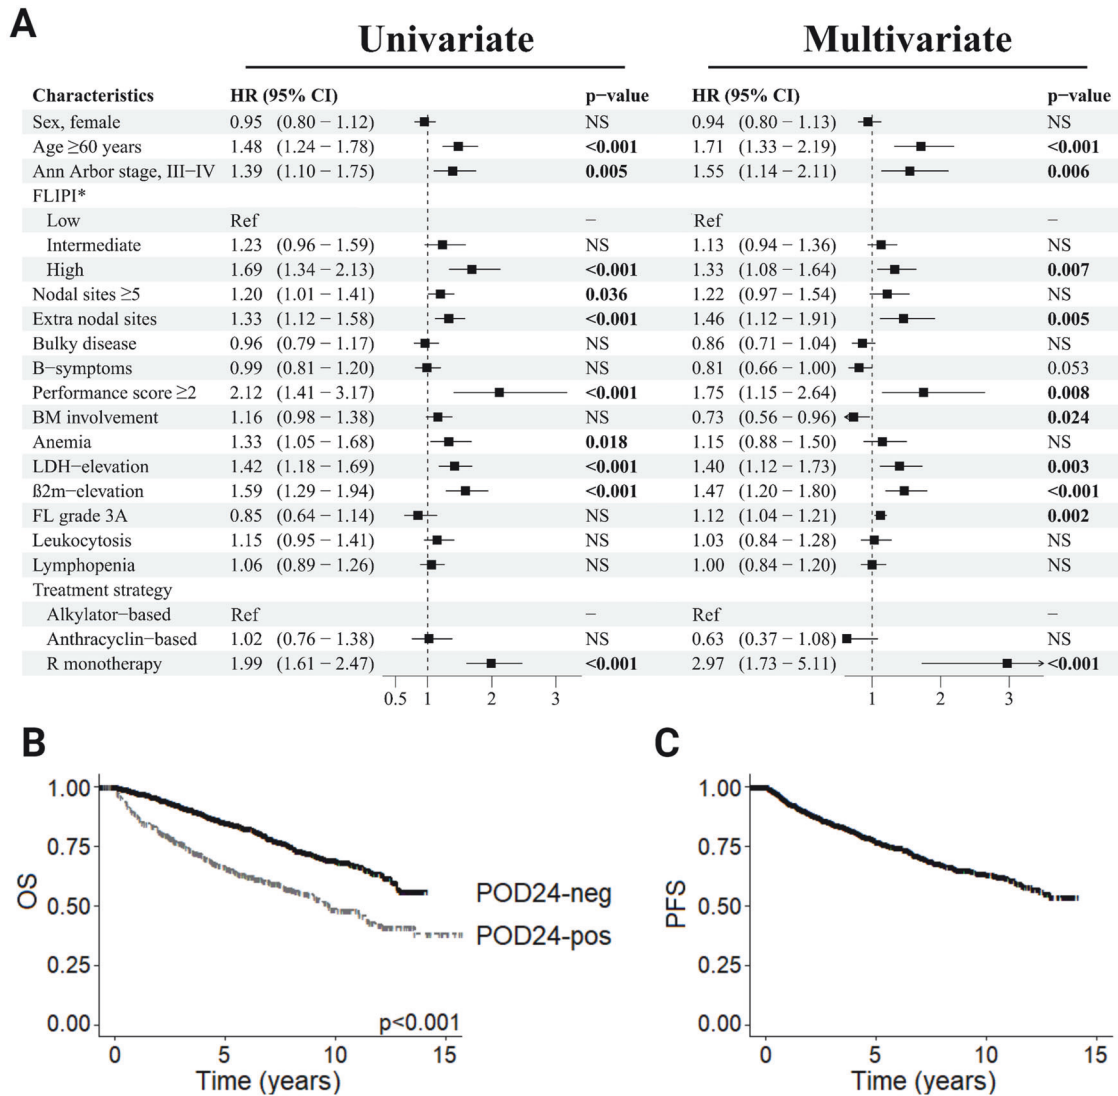 A
Univariate Multivariate
Characteristics HR (95% CI) p−value HR (95% CI) p−value
Sex, female 0.95 (0.80 − 1.12) NS 0.94 (0.80 − 1.13) NS
Age ≥60 years 1.48 (1.24 − 1.78) <0.001 1.71 (1.33 − 2.19) <0.001
Ann Arbor stage, III−IV 1.39 (1.10 − 1.75) 0.005 1.55 (1.14 − 2.11) 0.006
FLIPI*
Low Ref − Ref −
Intermediate 1.23 (0.96 − 1.59) NS 1.13 (0.94 − 1.36) NS
High 1.69 (1.34 − 2.13) <0.001 1.33 (1.08 − 1.64) 0.007
Nodal sites ≥5 1.20 (1.01 − 1.41) 0.036 1.22 (0.97 − 1.54) NS
Extra nodal sites 1.33 (1.12 − 1.58) <0.001 1.46 (1.12 − 1.91) 0.005
Bulky disease 0.96 (0.79 − 1.17) NS 0.86 (0.71 − 1.04) NS
B−symptoms 0.99 (0.81 − 1.20) NS 0.81 (0.66 − 1.00) 0.053
Performance score ≥2 2.12 (1.41 − 3.17) <0.001 1.75 (1.15 − 2.64) 0.008
BM involvement 1.16 (0.98 − 1.38) NS 0.73 (0.56 − 0.96) 0.024
Anemia 1.33 (1.05 − 1.68) 0.018 1.15 (0.88 − 1.50) NS
LDH−elevation 1.42 (1.18 − 1.69) <0.001 1.40 (1.12 − 1.73) 0.003
ß2m−elevation 1.59 (1.29 − 1.94) <0.001 1.47 (1.20 − 1.80) <0.001
FL grade 3A 0.85 (0.64 − 1.14) NS 1.12 (1.04 − 1.21) 0.002
Leukocytosis 1.15 (0.95 − 1.41) NS 1.03 (0.84 − 1.28) NS
Lymphopenia 1.06 (0.89 − 1.26) NS 1.00 (0.84 − 1.20) NS
Treatment strategy
Alkylator−based Ref − Ref −
Anthracyclin−based 1.02 (0.76 − 1.38) NS 0.63 (0.37 − 1.08) NS
R monotherapy 1.99 (1.61 − 2.47) <0.001 2.97 (1.73 − 5.11) <0.001
0.5 1 2 3 1 2 3
B
OS
1.00
0.75
0.50
0.25
0.00
POD24-neg
POD24-pos
p<0.001
0 5 10 15
Time (years)
C
PFS
1.00
0.75
0.50
0.25
0.00
0 5 10 15
Time (years)